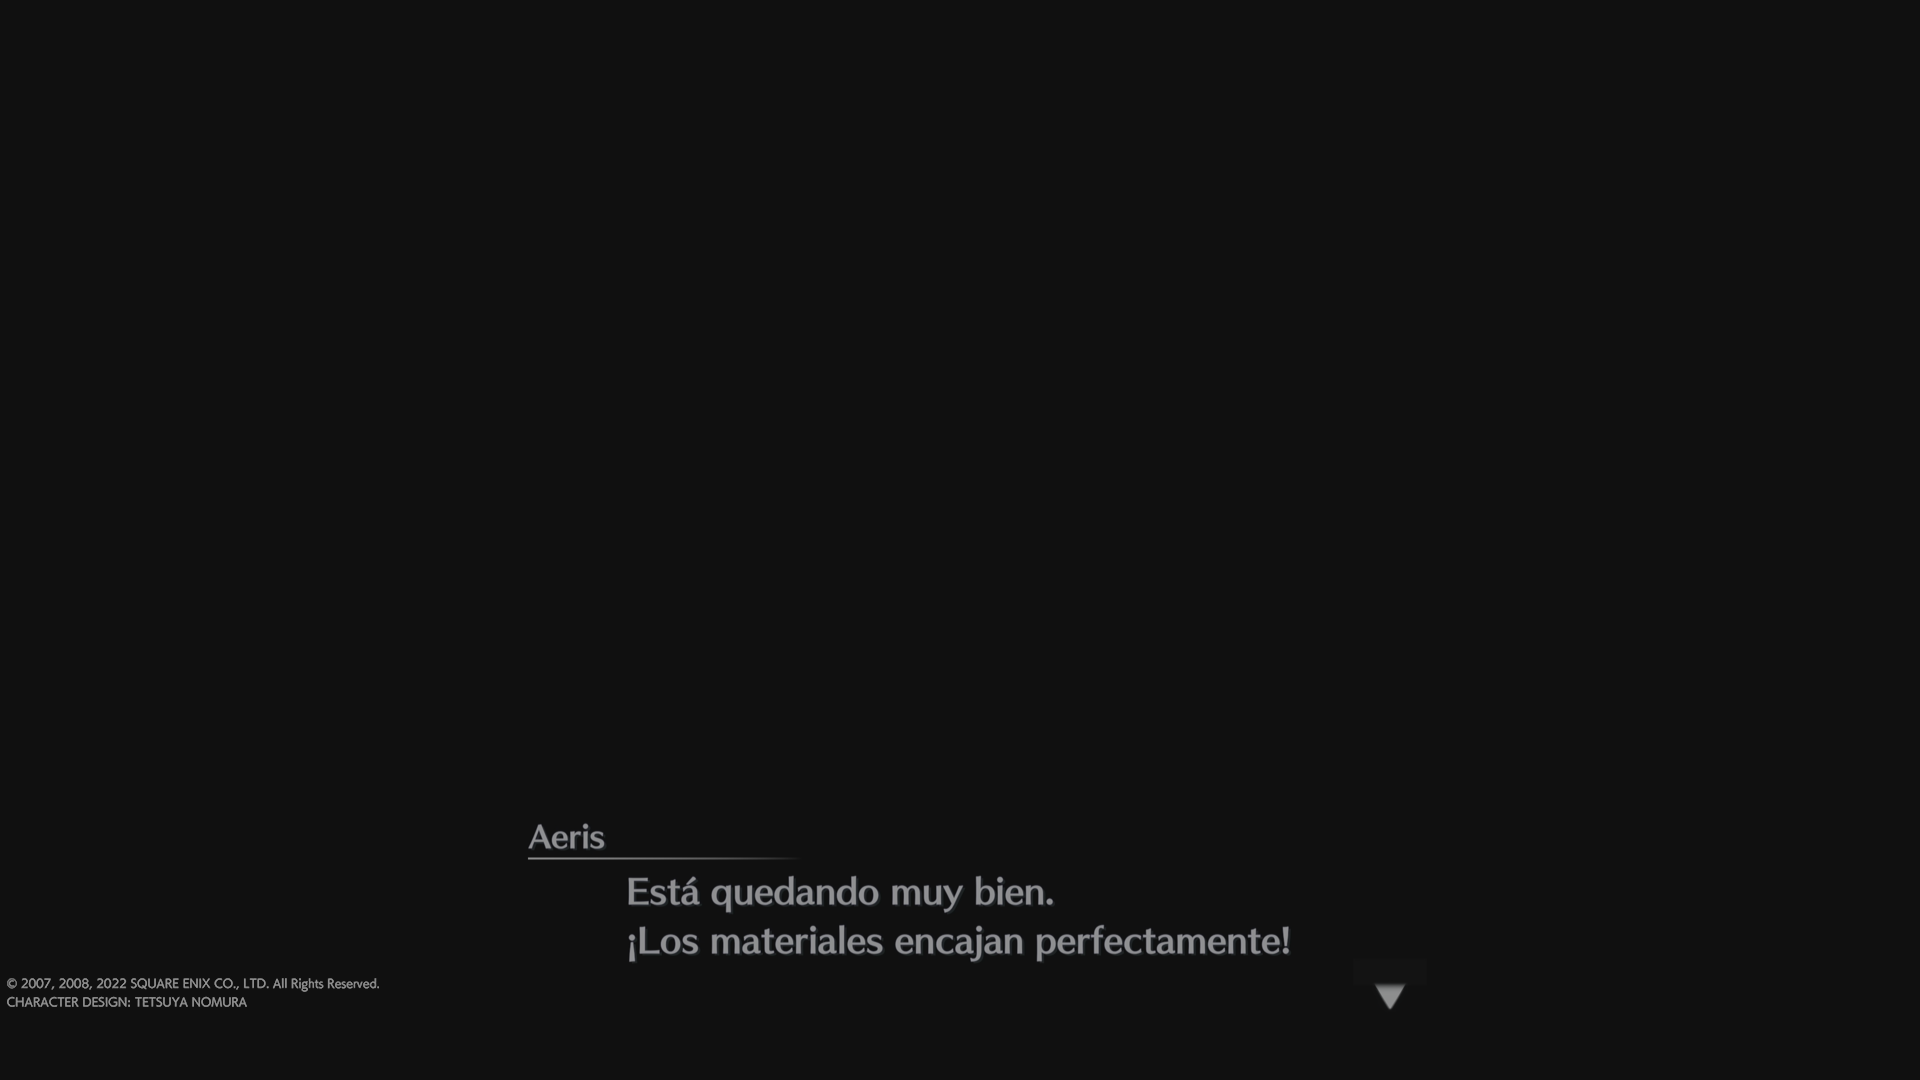 Aeris
Está quedando muy bien.
¡Los materiales encajan perfectamente!
© 2007, 2008, 2022 SQUARE ENIX CO., LTD. All Rights Reserved.
CHARACTER DESIGN: TETSUYA NOMURA